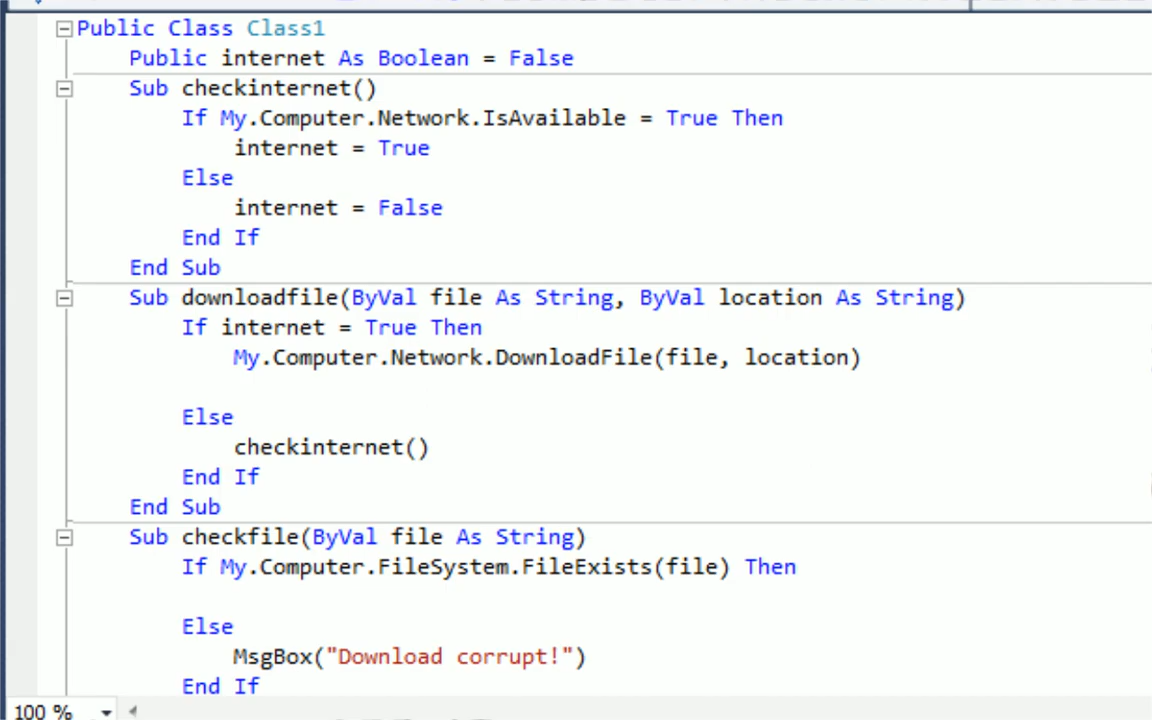 Public Class Class1
Public internet As Boolean = False
Sub checkinternet()
If My.Computer.Network.IsAvailable = True Then
internet = True
Else
internet = False
End If
End Sub
Sub downloadfile(ByVal file As String, ByVal location As String)
If internet = True Then
My.Computer.Network.DownloadFile(file, location)
Else
checkinternet()
End If
End Sub
Sub checkfile(ByVal file As String)
If My.Computer.FileSystem.FileExists(file) Then
Else
MsgBox("Download corrupt!")
End If
100 %